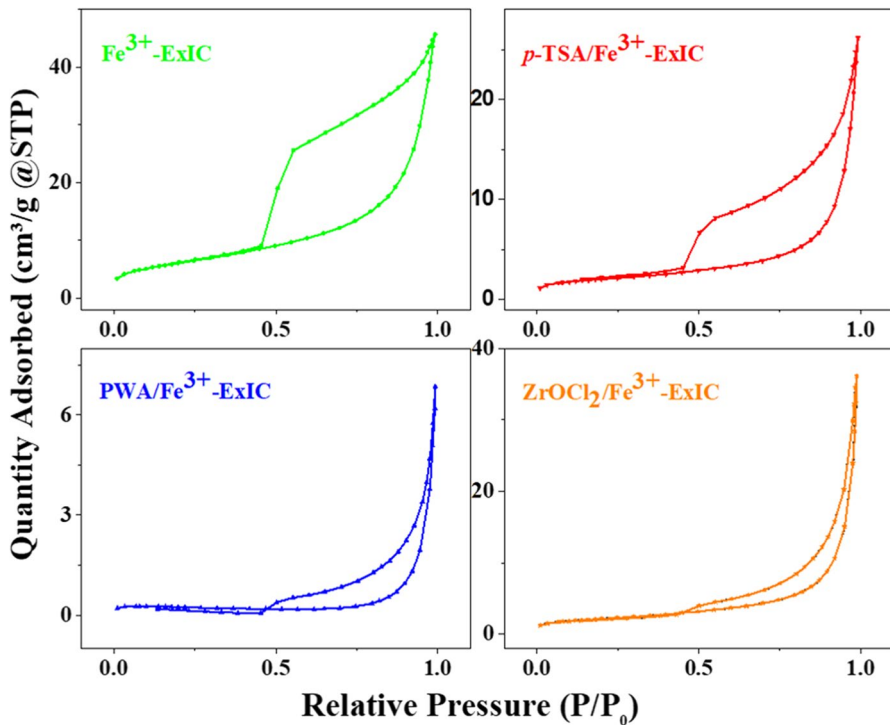 Quantity Adsorbed (cm³/g @STP)
Fe3+-ExIC
40
20
0
0.0 0.5 1.0
p-TSA/Fe3+-ExIC
20
10
0
0.0 0.5 1.0
PWA/Fe3+-ExIC
6
3
0
0.0 0.5 1.0
ZrOCl2/Fe3+-ExIC
40
20
0
0.0 0.5 1.0
Relative Pressure (P/P0)